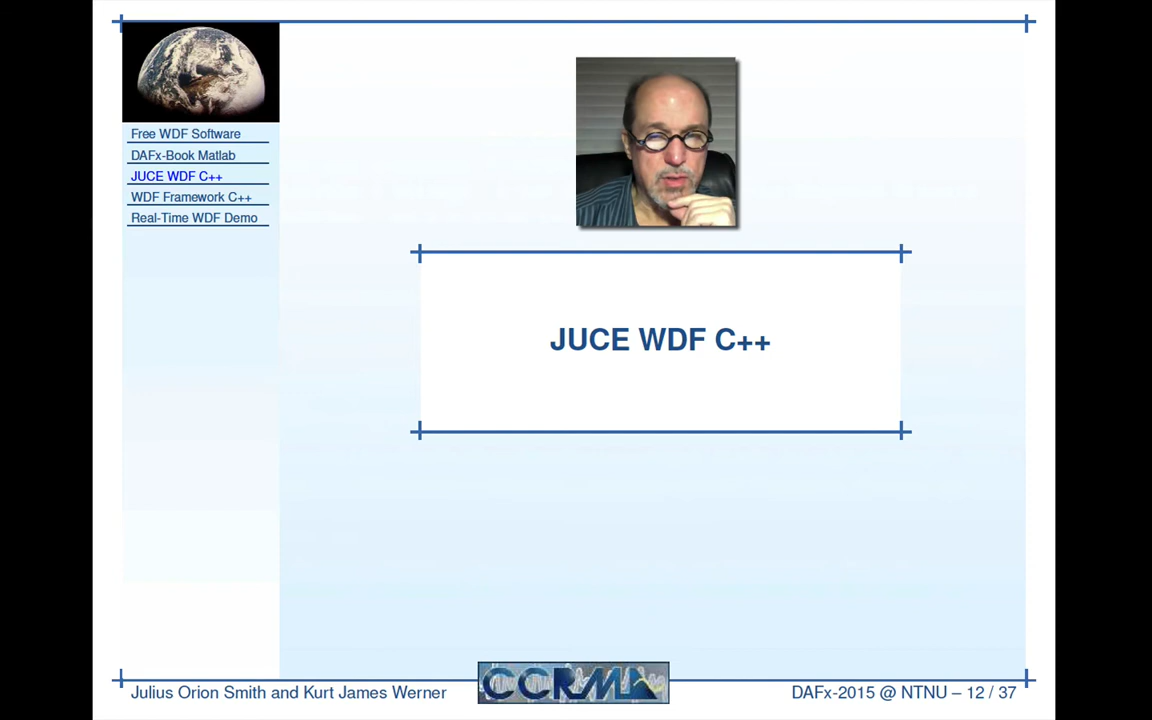 Free WDF Software
DAFx-Book Matlab
JUCE WDF C++
WDF Framework C++
Real-Time WDF Demo
JUCE WDF C++
CCRMA
Julius Orion Smith and Kurt James Werner
DAFx-2015 @ NTNU – 12 / 37